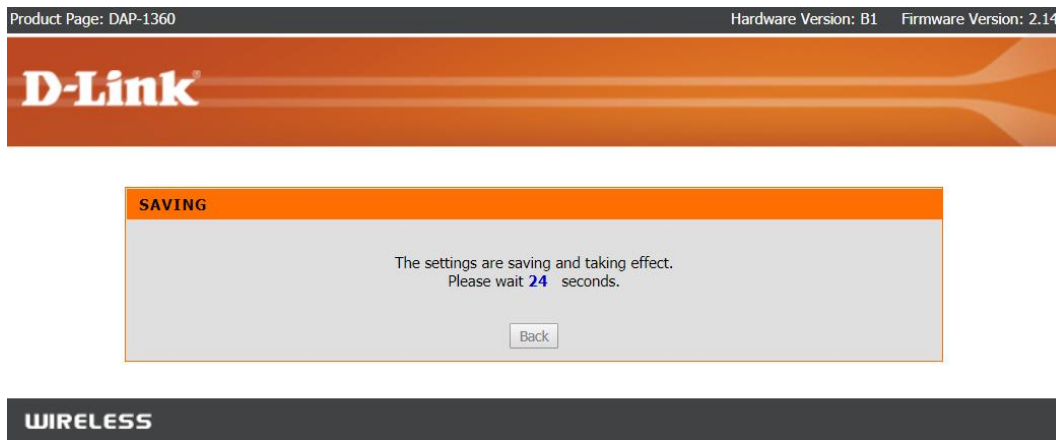 Product Page: DAP-1360 Hardware Version: B1 Firmware Version: 2.14
D-Link®
SAVING
The settings are saving and taking effect.
Please wait 24 seconds.
Back
WIRELESS